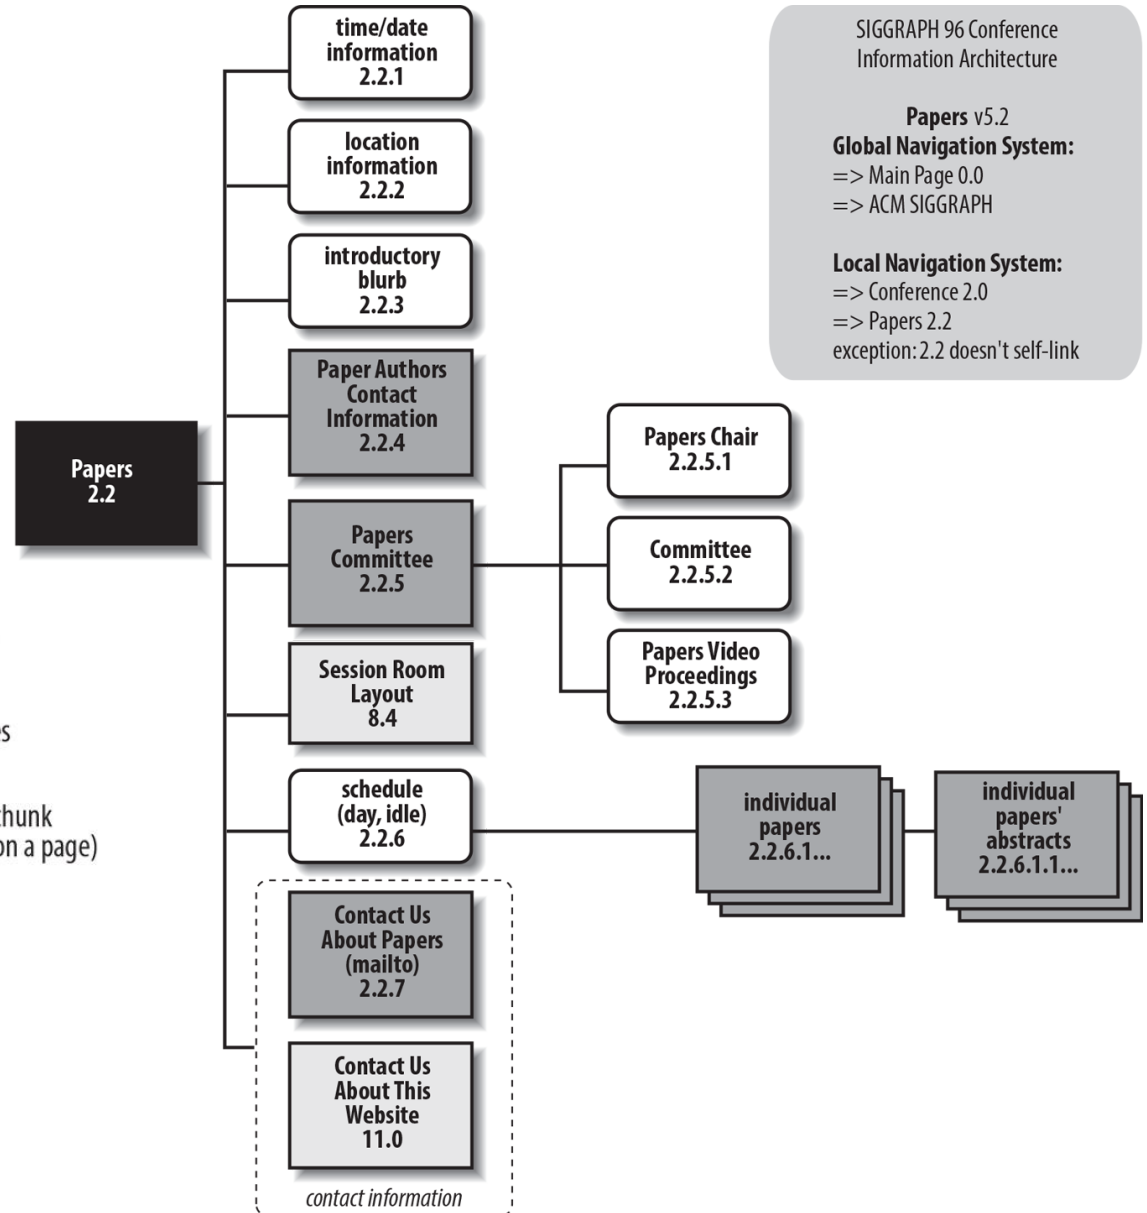 time/date
information
2.2.1
location
information
2.2.2
introductory
blurb
2.2.3
Paper Authors
Contact
Information
2.2.4
Papers
2.2
Papers
Committee
2.2.5
Papers Chair
2.2.5.1
Committee
2.2.5.2
Papers Video
Proceedings
2.2.5.3
Session Room
Layout
8.4
schedule
(day, idle)
2.2.6
individual
papers
2.2.6.1...
individual
papers'
abstracts
2.2.6.1.1...
Contact Us
About Papers
(mailto)
2.2.7
Contact Us
About This
Website
11.0
contact information
on a page)
SIGGRAPH 96 Conference
Information Architecture
Papers v5.2
Global Navigation System:
=> Main Page 0.0
=> ACM SIGGRAPH
Local Navigation System:
=> Conference 2.0
=> Papers 2.2
exception: 2.2 doesn't self-link